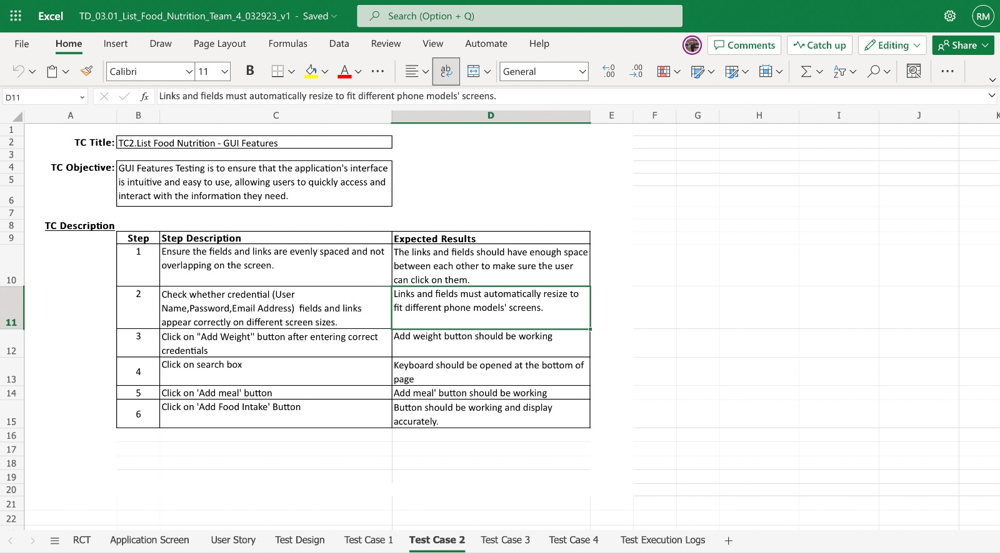 Excel TD_03.01_List_Food_Nutrition_Team_4_032923_v1 - Saved Search (Option + Q) RM
File Home Insert Draw Page Layout Formulas Data Review View Automate Help Comments Catch up Editing Share
Calibri 11 B A ab General
D11 fx Links and fields must automatically resize to fit different phone models' screens.
A B C D E F G H I J K
1
2 TC Title: TC2.List Food Nutrition - GUI Features
3
4 TC Objective: GUI Features Testing is to ensure that the application's interface
5 is intuitive and easy to use, allowing users to quickly access and
6 interact with the information they need.
7
8 TC Description
9 Step Step Description Expected Results
1 Ensure the fields and links are evenly spaced and not The links and fields should have enough space
overlapping on the screen. between each other to make sure the user
10 can click on them.
2 Check whether credential (User Links and fields must automatically resize to
Name,Password,Email Address)  fields and links fit different phone models' screens.
11 appear correctly on different screen sizes.
3 Click on "Add Weight" button after entering correct Add weight button should be working
12 credentials
4 Click on search box Keyboard should be opened at the bottom of
13 page
14 5 Click on 'Add meal' button Add meal' button should be working
6 Click on 'Add Food Intake' Button Button should be working and display
15 accurately.
16
17
18
19
20
21
22
RCT Application Screen User Story Test Design Test Case 1 Test Case 2 Test Case 3 Test Case 4 Test Execution Logs +